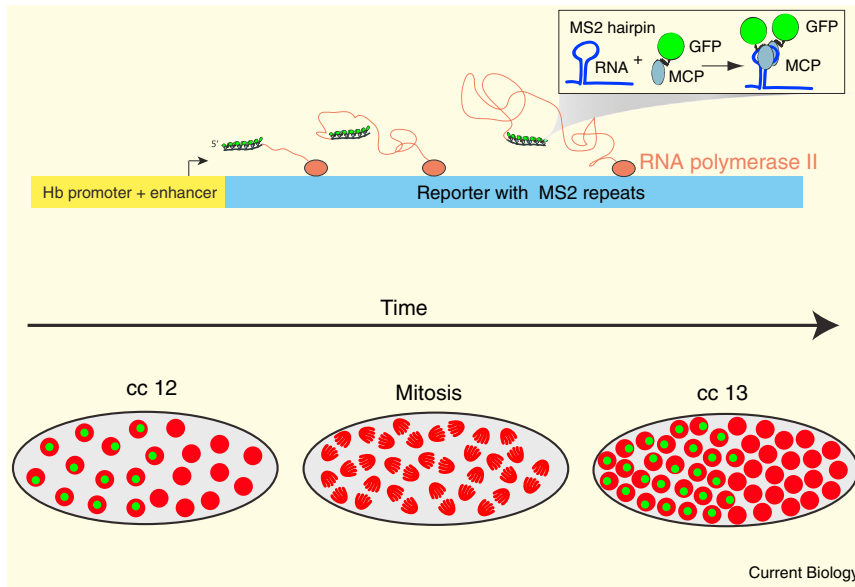 MS2 hairpin
GFP
GFP
+
RNA
MCP
MCP
5'
RNA polymerase II
Hb promoter + enhancer
Reporter with MS2 repeats
Time
cc 12
Mitosis
cc 13
Current Biology